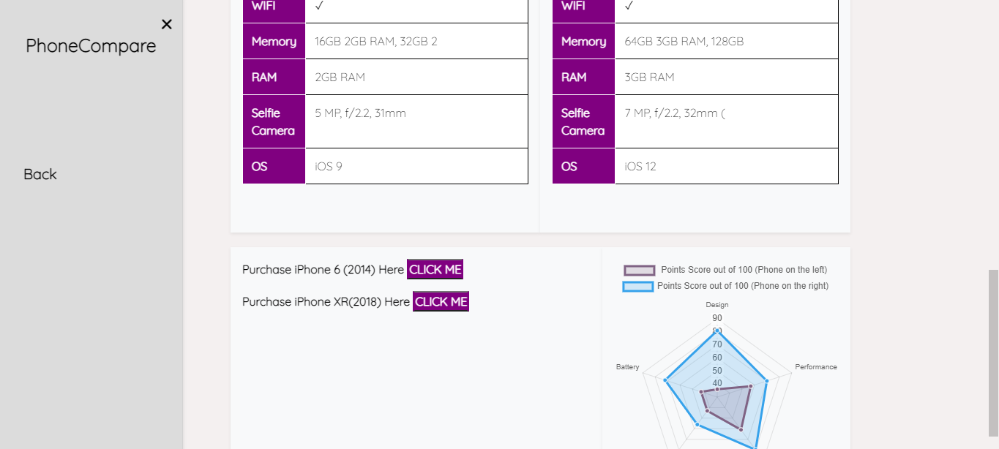 PhoneCompare
Back
WIFI ✓
Memory 16GB 2GB RAM, 32GB 2
RAM 2GB RAM
Selfie Camera 5 MP, f/2.2, 31mm
OS iOS 9
WIFI ✓
Memory 64GB 3GB RAM, 128GB
RAM 3GB RAM
Selfie Camera 7 MP, f/2.2, 32mm (
OS iOS 12
Purchase iPhone 6 (2014) Here CLICK ME
Purchase iPhone XR(2018) Here CLICK ME
Points Score out of 100 (Phone on the left)
Points Score out of 100 (Phone on the right)
Design
90
80
70
60
50
40
Battery
Performance